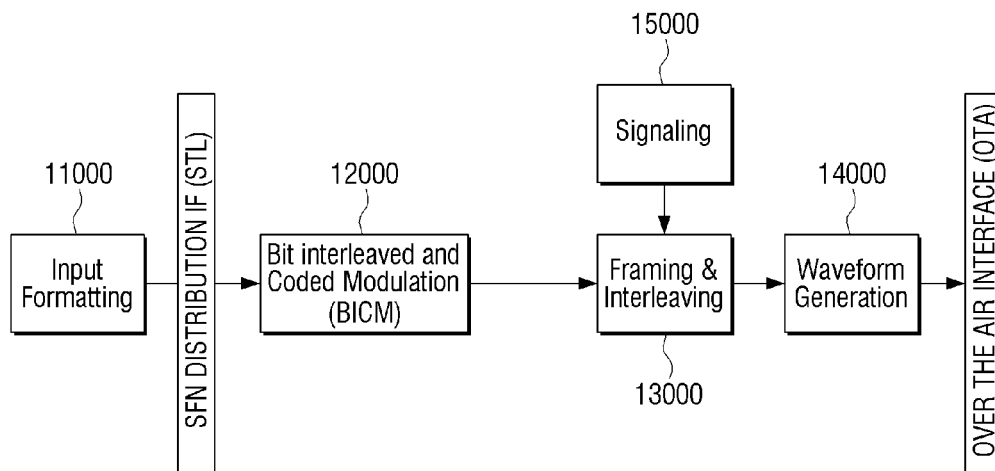 15000
Signaling
11000
Input
Formatting
SFN DISTRIBUTION IF (STL)
12000
Bit interleaved and
Coded Modulation
(BICM)
Framing &
Interleaving
13000
14000
Waveform
Generation
OVER THE AIR INTERFACE (OTA)